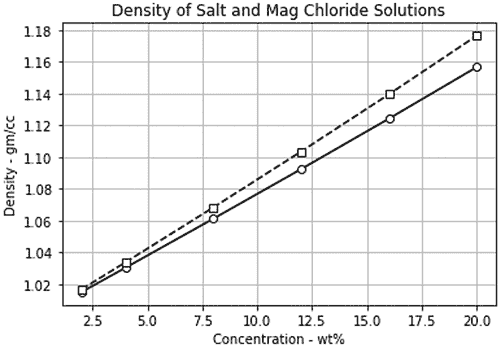 Density of Salt and Mag Chloride Solutions
1.18
1.16
1.14
1.12
1.10
1.08
1.06
1.04
1.02
Density - gm/cc
2.5 5.0 7.5 10.0 12.5 15.0 17.5 20.0
Concentration - wt%